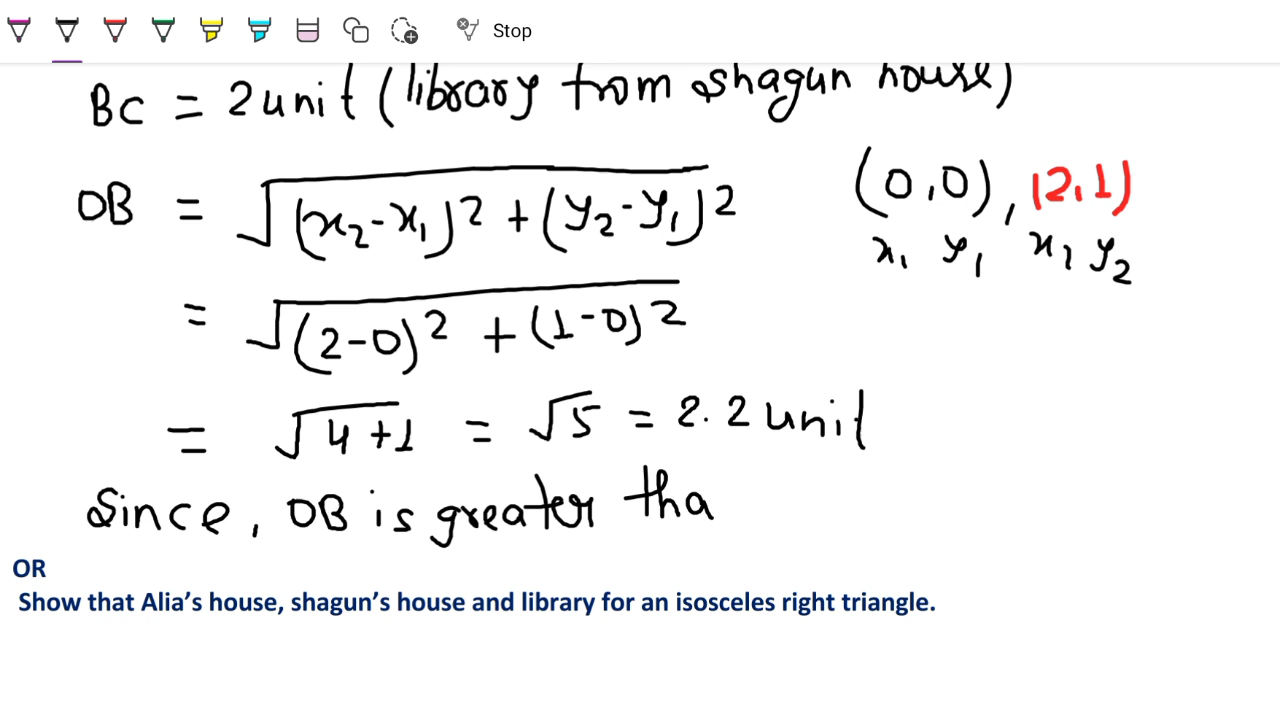 Stop
BC = 2 unit (library from shagun house)
OB = √(x₂-x₁)² + (y₂-y₁)² (0,0), (2,1)
x₁ y₁ x₂ y₂
= √(2-0)² + (1-0)²
= √4+1 = √5 = 2.2 unit
Since, OB is greater tha
OR
Show that Alia's house, shagun's house and library for an isosceles right triangle.